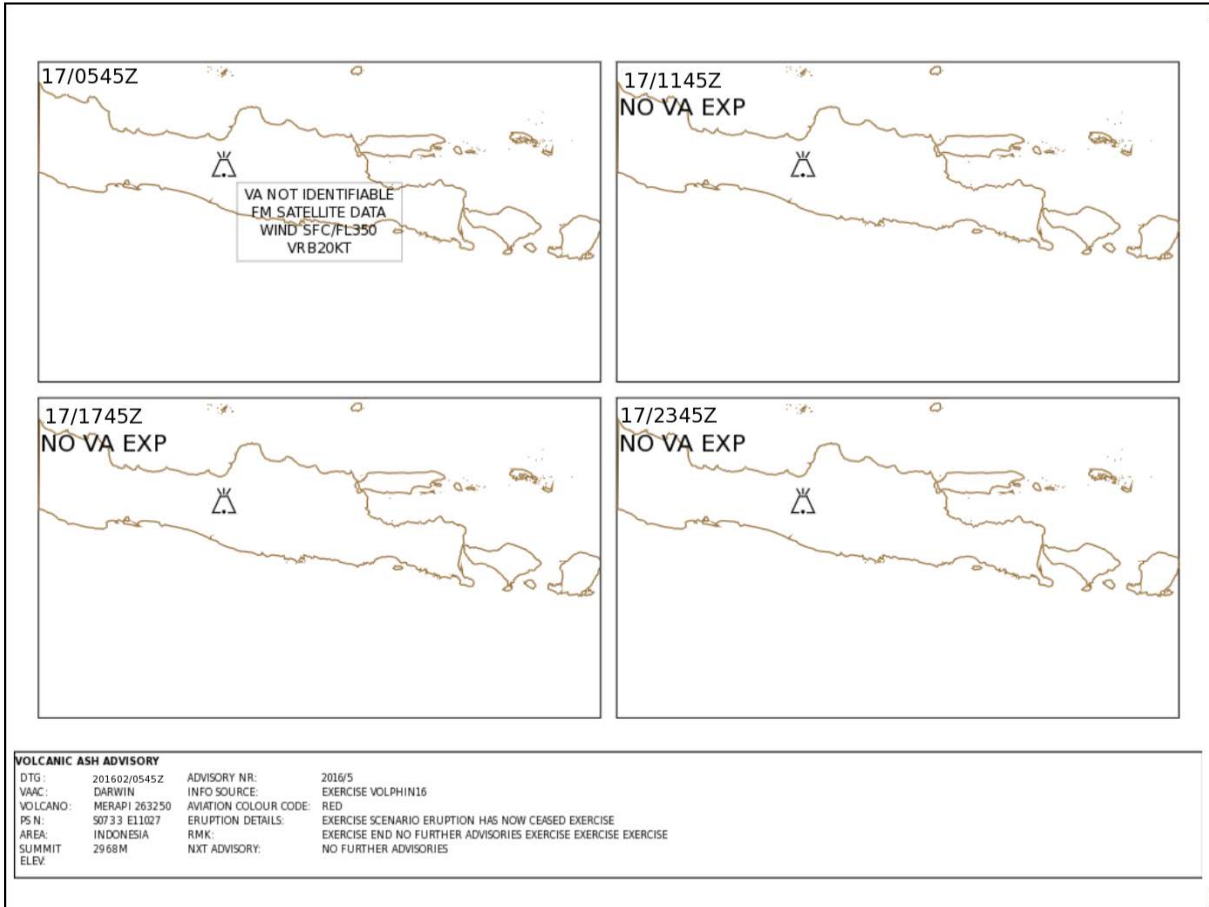 17/0545Z
VA NOT IDENTIFIABLE
FM SATELLITE DATA
WIND SFC/FL350
VRB20KT
17/1145Z
NO VA EXP
17/1745Z
NO VA EXP
17/2345Z
NO VA EXP
VOLCANIC ASH ADVISORY
DTG: 201602/0545Z ADVISORY NR: 2016/5
VAAC: DARWIN INFO SOURCE: EXERCISE VOLPHIN16
VOLCANO: MERAPI 263250 AVIATION COLOUR CODE: RED
PSN: S0733 E11027 ERUPTION DETAILS: EXERCISE SCENARIO ERUPTION HAS NOW CEASED EXERCISE
AREA: INDONESIA RMK: EXERCISE END NO FURTHER ADVISORIES EXERCISE EXERCISE EXERCISE
SUMMIT 2968M NXT ADVISORY: NO FURTHER ADVISORIES
ELEV: